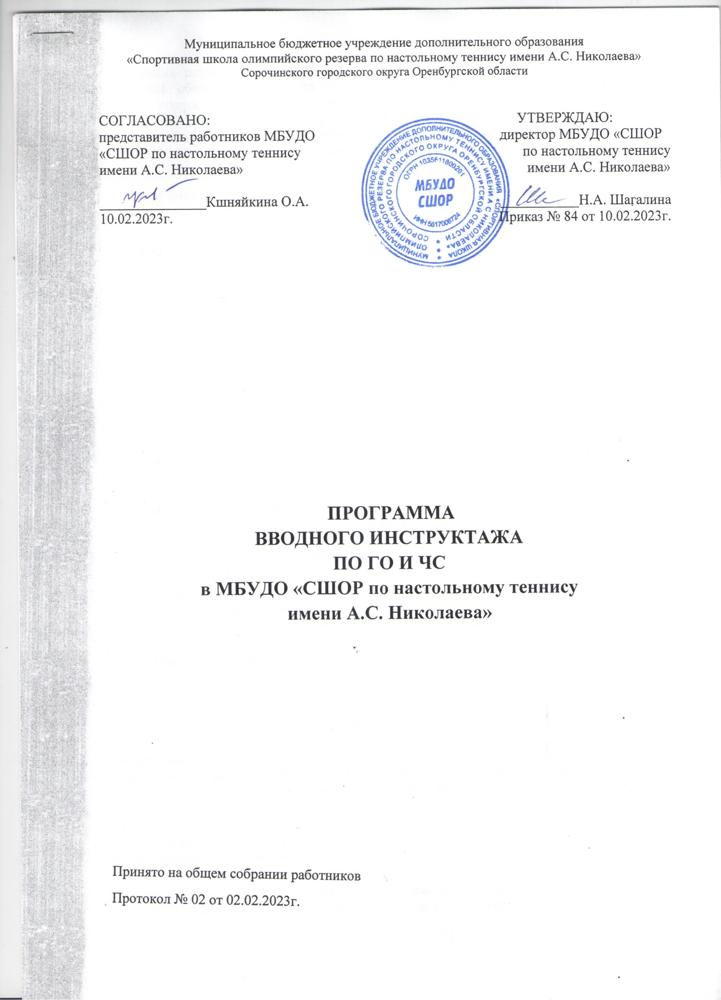 Муниципальное бюджетное учреждение дополнительного образования
«Спортивная школа олимпийского резерва по настольному теннису имени А.С. Николаева»
Сорочинского городского округа Оренбургской области
СОГЛАСОВАНО:
представитель работников МБУДО
«СШОР по настольному теннису
имени А.С. Николаева»
Кшняйкина О.А.
10.02.2023г.
МУНИЦИПАЛЬНОЕ БЮДЖЕТНОЕ УЧРЕЖДЕНИЕ ДОПОЛНИТЕЛЬНОГО ОБРАЗОВАНИЯ «СПОРТИВНАЯ ШКОЛА
ОЛИМПИЙСКОГО РЕЗЕРВА ПО НАСТОЛЬНОМУ ТЕННИСУ ИМЕНИ А С НИКОЛАЕВА»
СОРОЧИНСКОГО ГОРОДСКОГО ОКРУГА ОРЕНБУРГСКОЙ ОБЛАСТИ
ОГРН 1035611800201
МБУДО
СШОР
ИНН 5617006724
УТВЕРЖДАЮ:
директор МБУДО «СШОР
по настольному теннису
имени А.С. Николаева»
Н.А. Шагалина
Приказ № 84 от 10.02.2023г.
ПРОГРАММА
ВВОДНОГО ИНСТРУКТАЖА
ПО ГО И ЧС
в МБУДО «СШОР по настольному теннису
имени А.С. Николаева»
Принято на общем собрании работников
Протокол № 02 от 02.02.2023г.